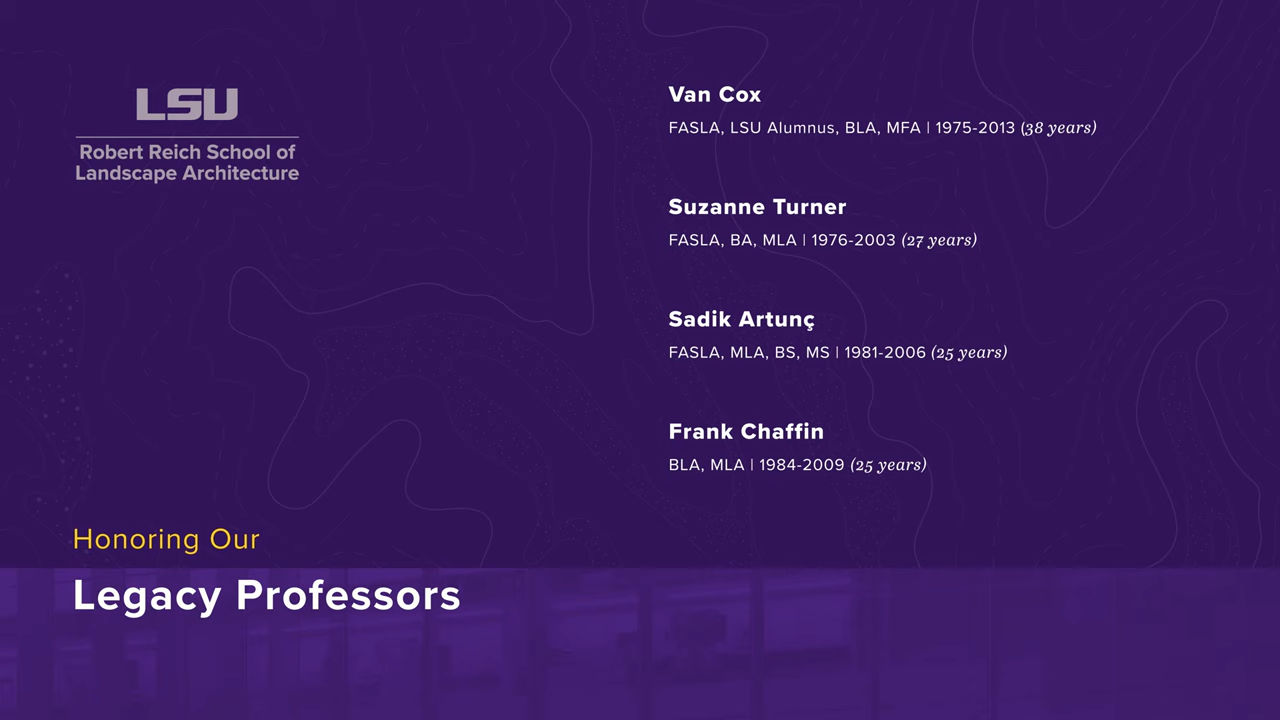 LSU
Robert Reich School of
Landscape Architecture
Van Cox
FASLA, LSU Alumnus, BLA, MFA | 1975-2013 (38 years)
Suzanne Turner
FASLA, BA, MLA | 1976-2003 (27 years)
Sadik Artunç
FASLA, MLA, BS, MS | 1981-2006 (25 years)
Frank Chaffin
BLA, MLA | 1984-2009 (25 years)
Honoring Our
Legacy Professors